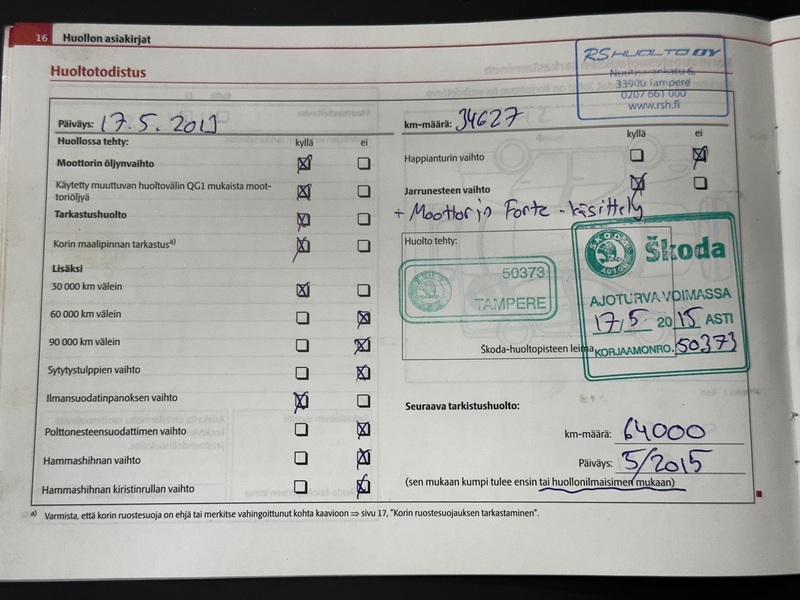 16 Huollon asiakirjat
Huoltotodistus
RS HUOLTO OY
33900 Tampere
0207 661 000
www.rsh.fi
Päiväys: 17.5. 2013
km-määrä: 34627
Huollossa tehty: kyllä ei
kyllä ei
Moottorin öljynvaihto
Käytetty muuttuvan huoltovälin QG1 mukaista moot-
toriöljyä
Tarkastushuolto
Korin maalipinnan tarkastus a)
Lisäksi
30 000 km välein
60 000 km välein
90 000 km välein
Sytytystulppien vaihto
Ilmansuodatinpanoksen vaihto
Polttonesteensuodattimen vaihto
Hammashihnan vaihto
Hammashihnan kiristinrullan vaihto
Happianturin vaihto
Jarrunesteen vaihto
+ Moottorin Forte - käsittely
Huolto tehty:
50373
TAMPERE
SKODA
AUTO
Škoda
AJOTURVA VOIMASSA
17,5 2015 ASTI
KORJAAMONRO. 50373
Škoda-huoltopisteen leima
Seuraava tarkistushuolto:
km-määrä: 64000
Päiväys: 5/2015
(sen mukaan kumpi tulee ensin tai huollonilmaisimen mukaan)
a) Varmista, että korin ruostesuoja on ehjä tai merkitse vahingoittunut kohta kaavioon ⇒ sivu 17, "Korin ruostesuojauksen tarkastaminen".